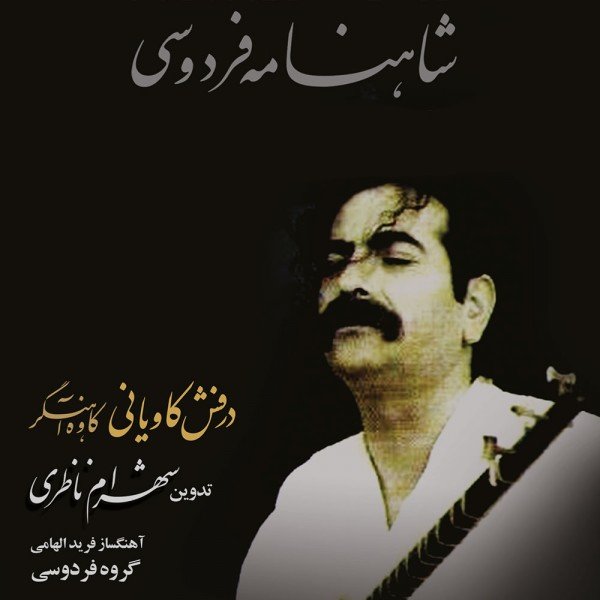 شاهنامه فردوسی
درفش کاویانی کاوه آهنگر
تدوین شهرام ناظری
آهنگساز فرید الهامی
گروه فردوسی